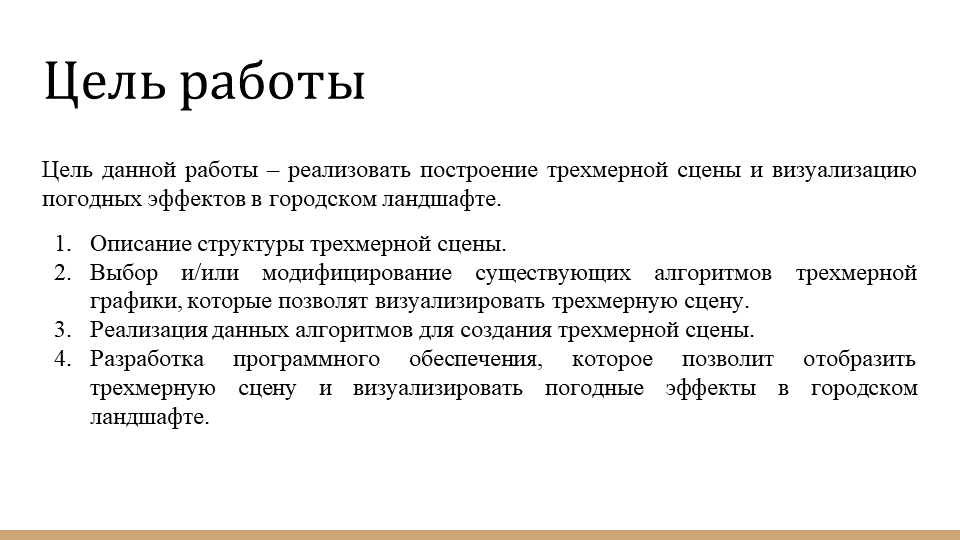 Цель работы
Цель данной работы – реализовать построение трехмерной сцены и визуализацию
погодных эффектов в городском ландшафте.
1. Описание структуры трехмерной сцены.
2. Выбор и/или модифицирование существующих алгоритмов трехмерной
графики, которые позволят визуализировать трехмерную сцену.
3. Реализация данных алгоритмов для создания трехмерной сцены.
4. Разработка программного обеспечения, которое позволит отобразить
трехмерную сцену и визуализировать погодные эффекты в городском
ландшафте.